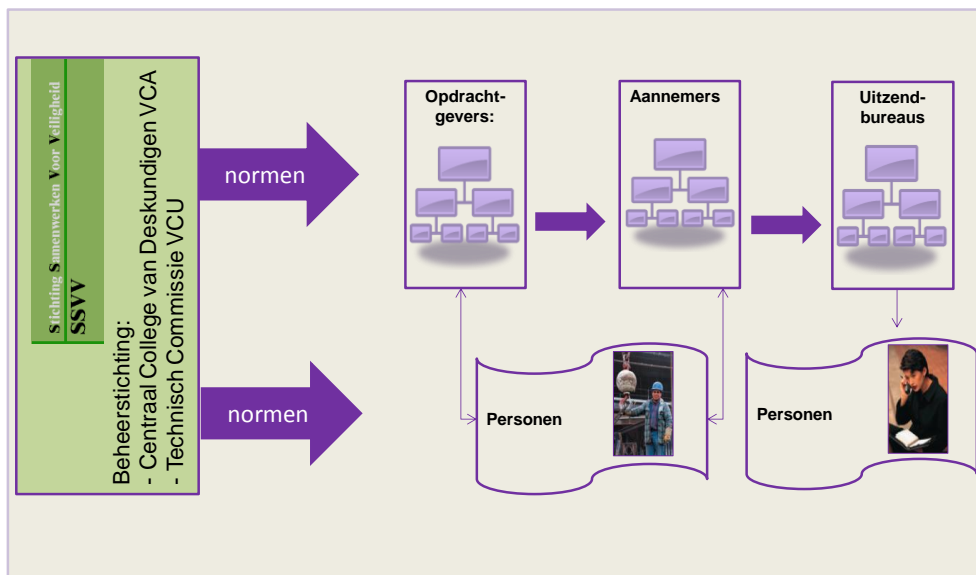 Stichting Samenwerken Voor Veiligheid
SSVV
Beheerstichting:
- Centraal College van Deskundigen VCA
- Technisch Commissie VCU
normen
normen
Opdracht-
gevers:
Aannemers
Uitzend-
bureaus
Personen
Personen